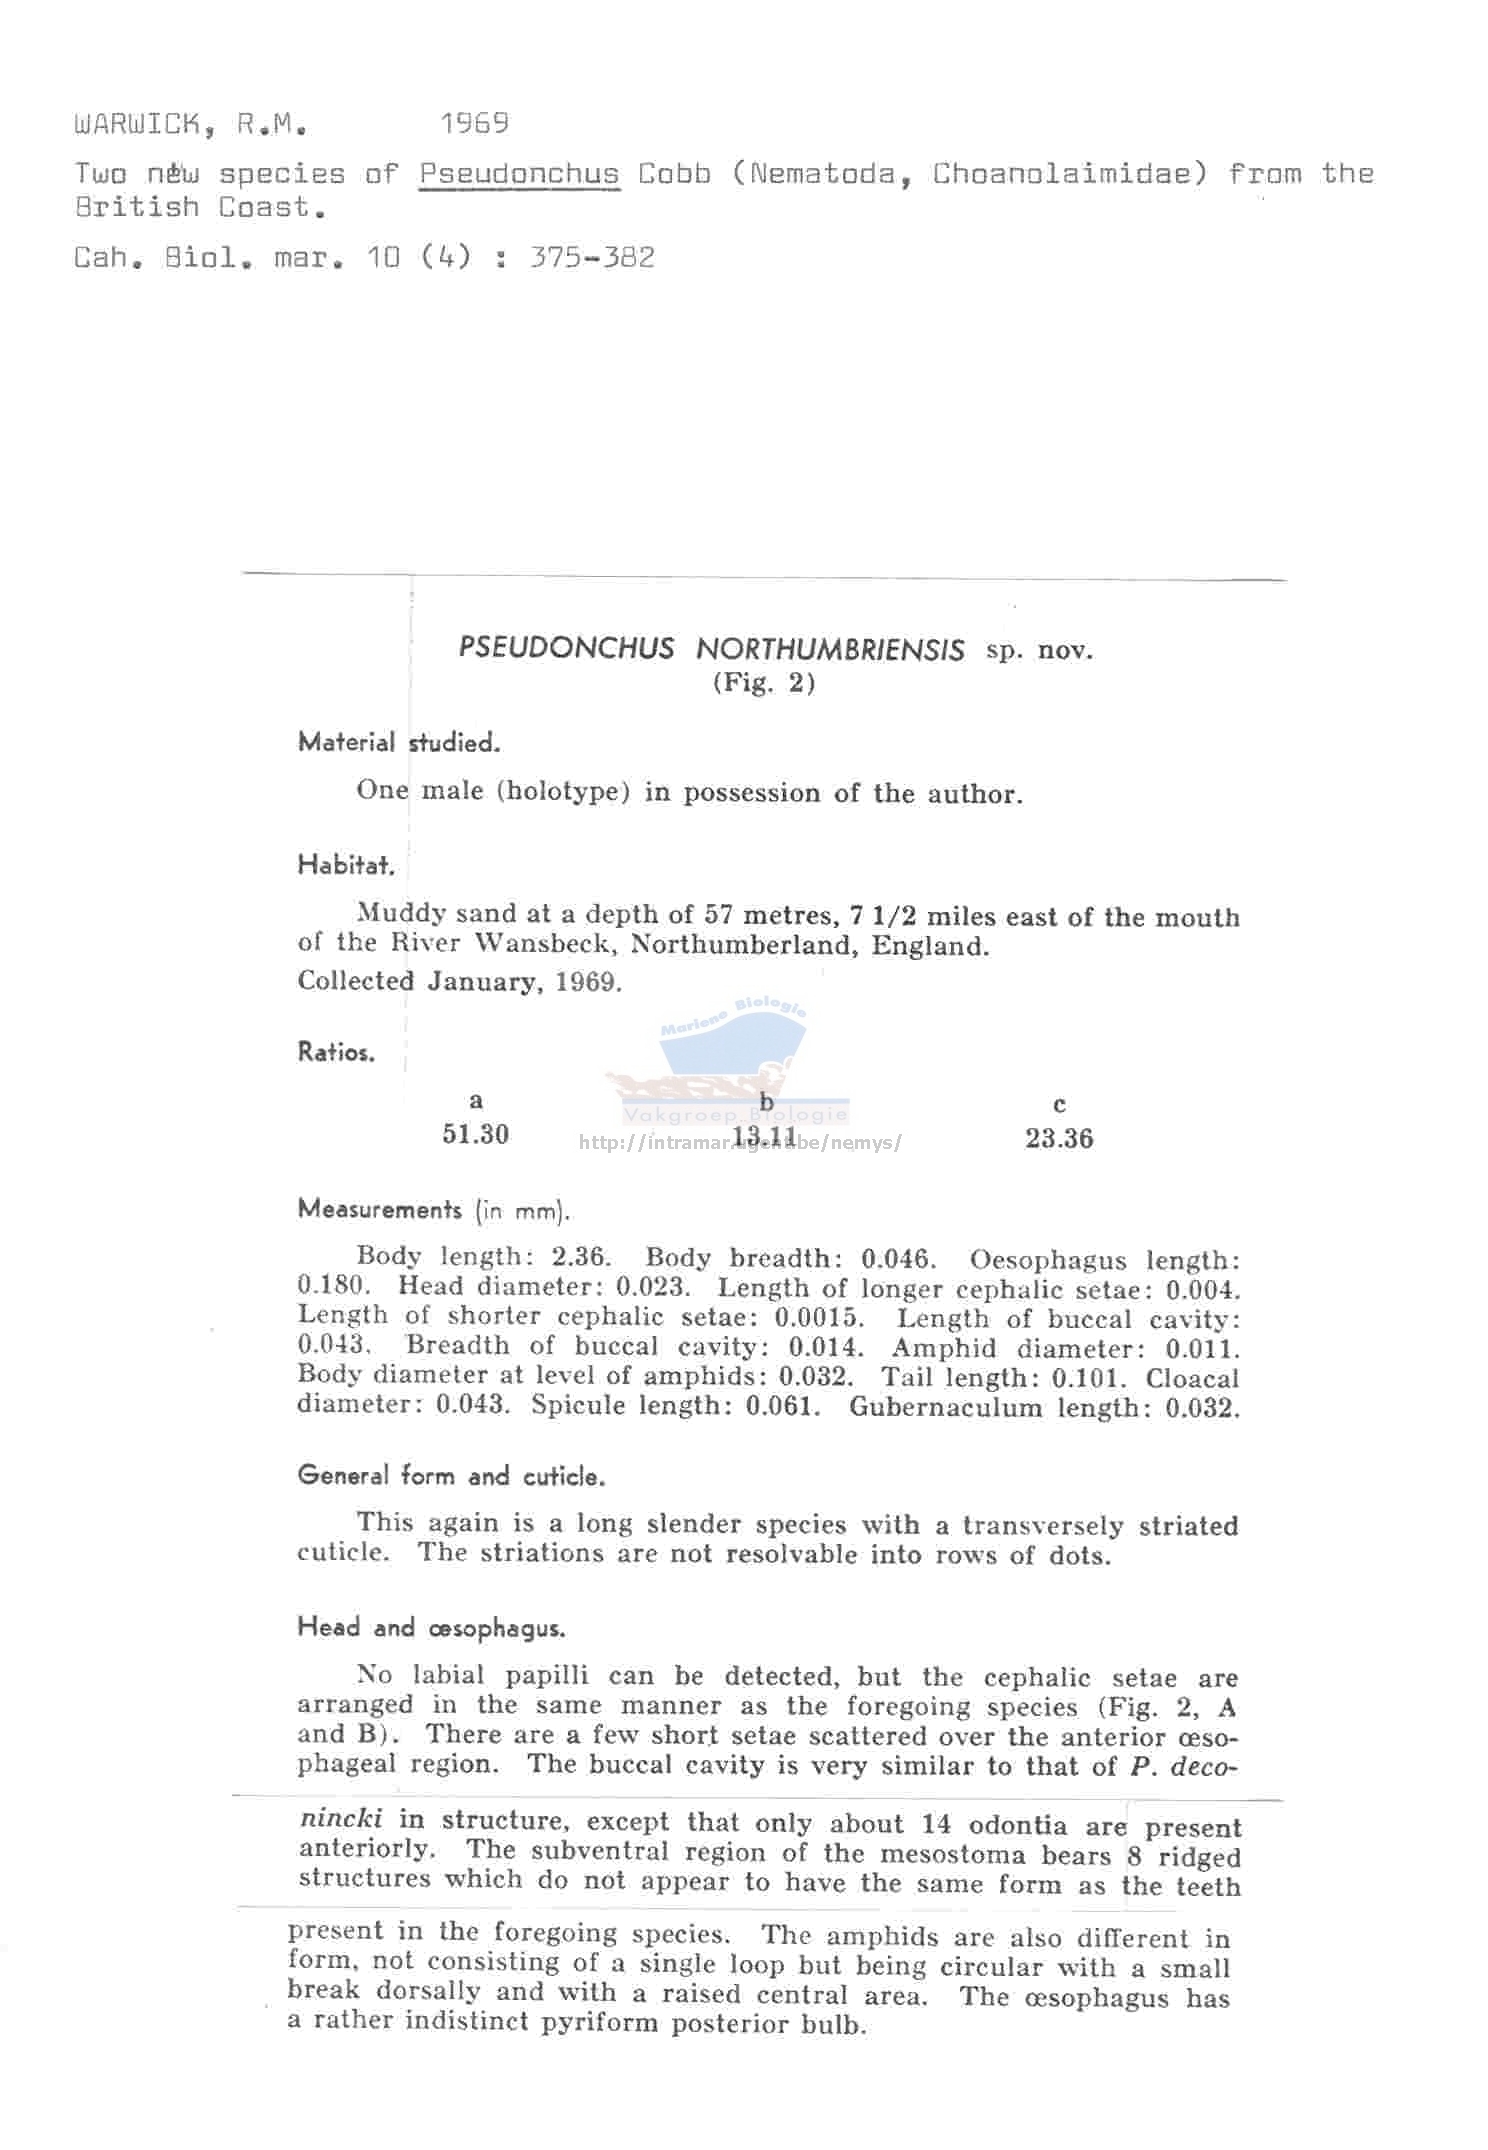 WARWICK, R.M. 1969
Two new species of Pseudonchus Cobb (Nematoda, Choanolaimidae) from the
British Coast.
Cah. Biol. mar. 10 (4) : 375-382
PSEUDONCHUS NORTHUMBRIENSIS sp. nov.
(Fig. 2)
Material studied.
One male (holotype) in possession of the author.
Habitat.
Muddy sand at a depth of 57 metres, 7 1/2 miles east of the mouth
of the River Wansbeck, Northumberland, England.
Collected January, 1969.
Mariene Biologie
Ratios.
a b c
Vakgroep Biologie
51.30 13.11 23.36
http://intramar.ugent.be/nemys/
Measurements (in mm).
Body length: 2.36. Body breadth: 0.046. Oesophagus length:
0.180. Head diameter: 0.023. Length of longer cephalic setae: 0.004.
Length of shorter cephalic setae: 0.0015. Length of buccal cavity:
0.043. Breadth of buccal cavity: 0.014. Amphid diameter: 0.011.
Body diameter at level of amphids: 0.032. Tail length: 0.101. Cloacal
diameter: 0.043. Spicule length: 0.061. Gubernaculum length: 0.032.
General form and cuticle.
This again is a long slender species with a transversely striated
cuticle. The striations are not resolvable into rows of dots.
Head and œsophagus.
No labial papilli can be detected, but the cephalic setae are
arranged in the same manner as the foregoing species (Fig. 2, A
and B). There are a few short setae scattered over the anterior œso-
phageal region. The buccal cavity is very similar to that of P. deco-
nincki in structure, except that only about 14 odontia are present
anteriorly. The subventral region of the mesostoma bears 8 ridged
structures which do not appear to have the same form as the teeth
present in the foregoing species. The amphids are also different in
form, not consisting of a single loop but being circular with a small
break dorsally and with a raised central area. The œsophagus has
a rather indistinct pyriform posterior bulb.